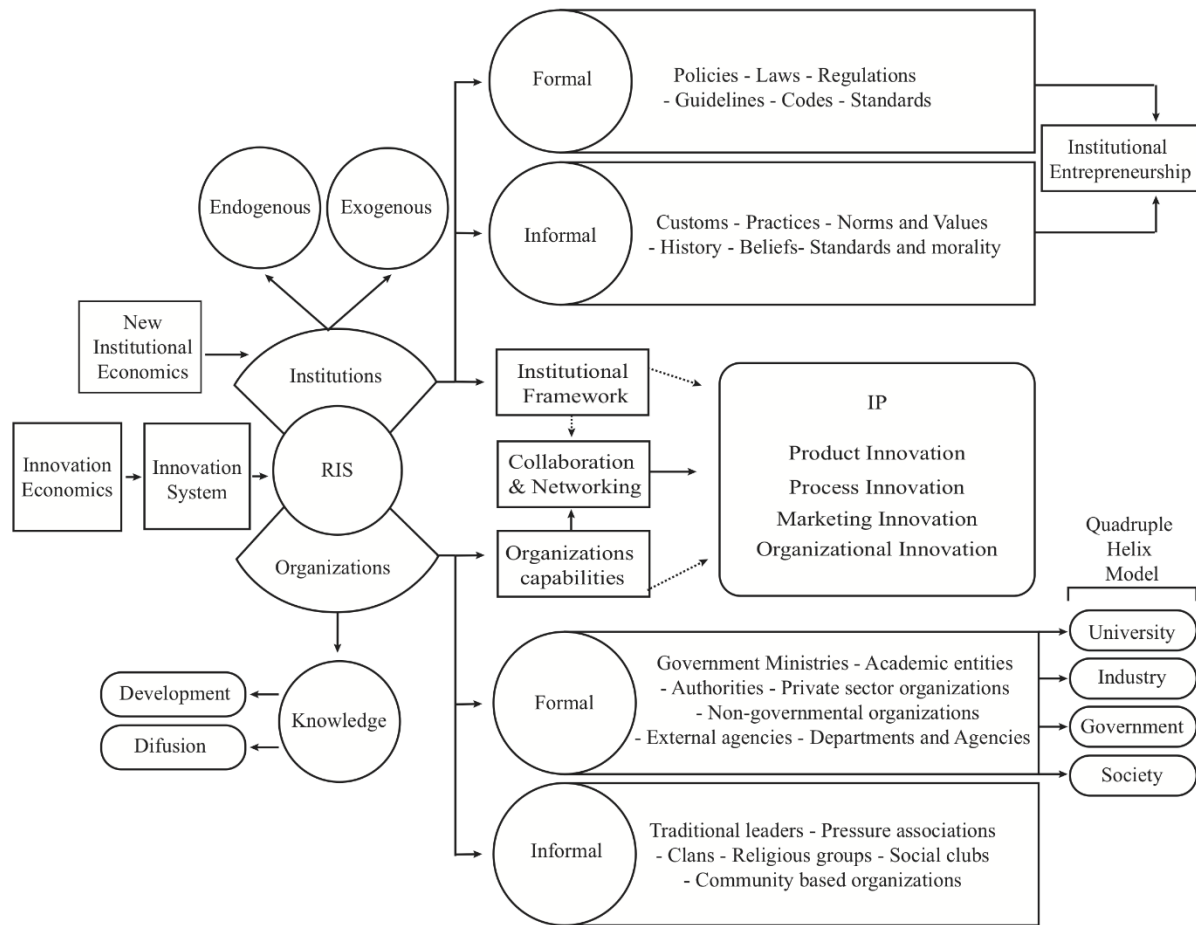 Formal
Policies - Laws - Regulations
- Guidelines - Codes - Standards
Institutional
Entrepreneurship
Endogenous
Exogenous
Informal
Customs - Practices - Norms and Values
- History - Beliefs- Standards and morality
New
Institutional
Economics
Institutions
Institutional
Framework
IP
Product Innovation
Process Innovation
Marketing Innovation
Organizational Innovation
Innovation
Economics
Innovation
System
RIS
Collaboration
& Networking
Organizations
Organizations
capabilities
Quadruple
Helix
Model
University
Industry
Government
Society
Formal
Government Ministries - Academic entities
- Authorities - Private sector organizations
- Non-governmental organizations
- External agencies - Departments and Agencies
Development
Difusion
Knowledge
Informal
Traditional leaders - Pressure associations
- Clans - Religious groups - Social clubs
- Community based organizations